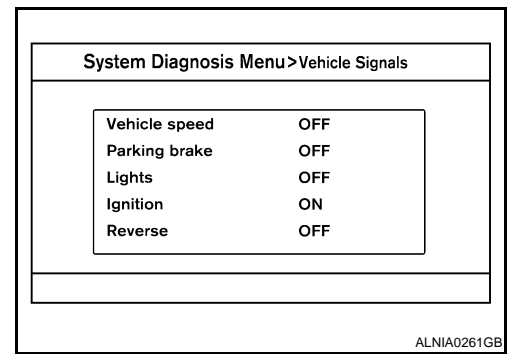 System Diagnosis Menu>Vehicle Signals
Vehicle speed OFF
Parking brake OFF
Lights OFF
Ignition ON
Reverse OFF
ALNIA0261GB